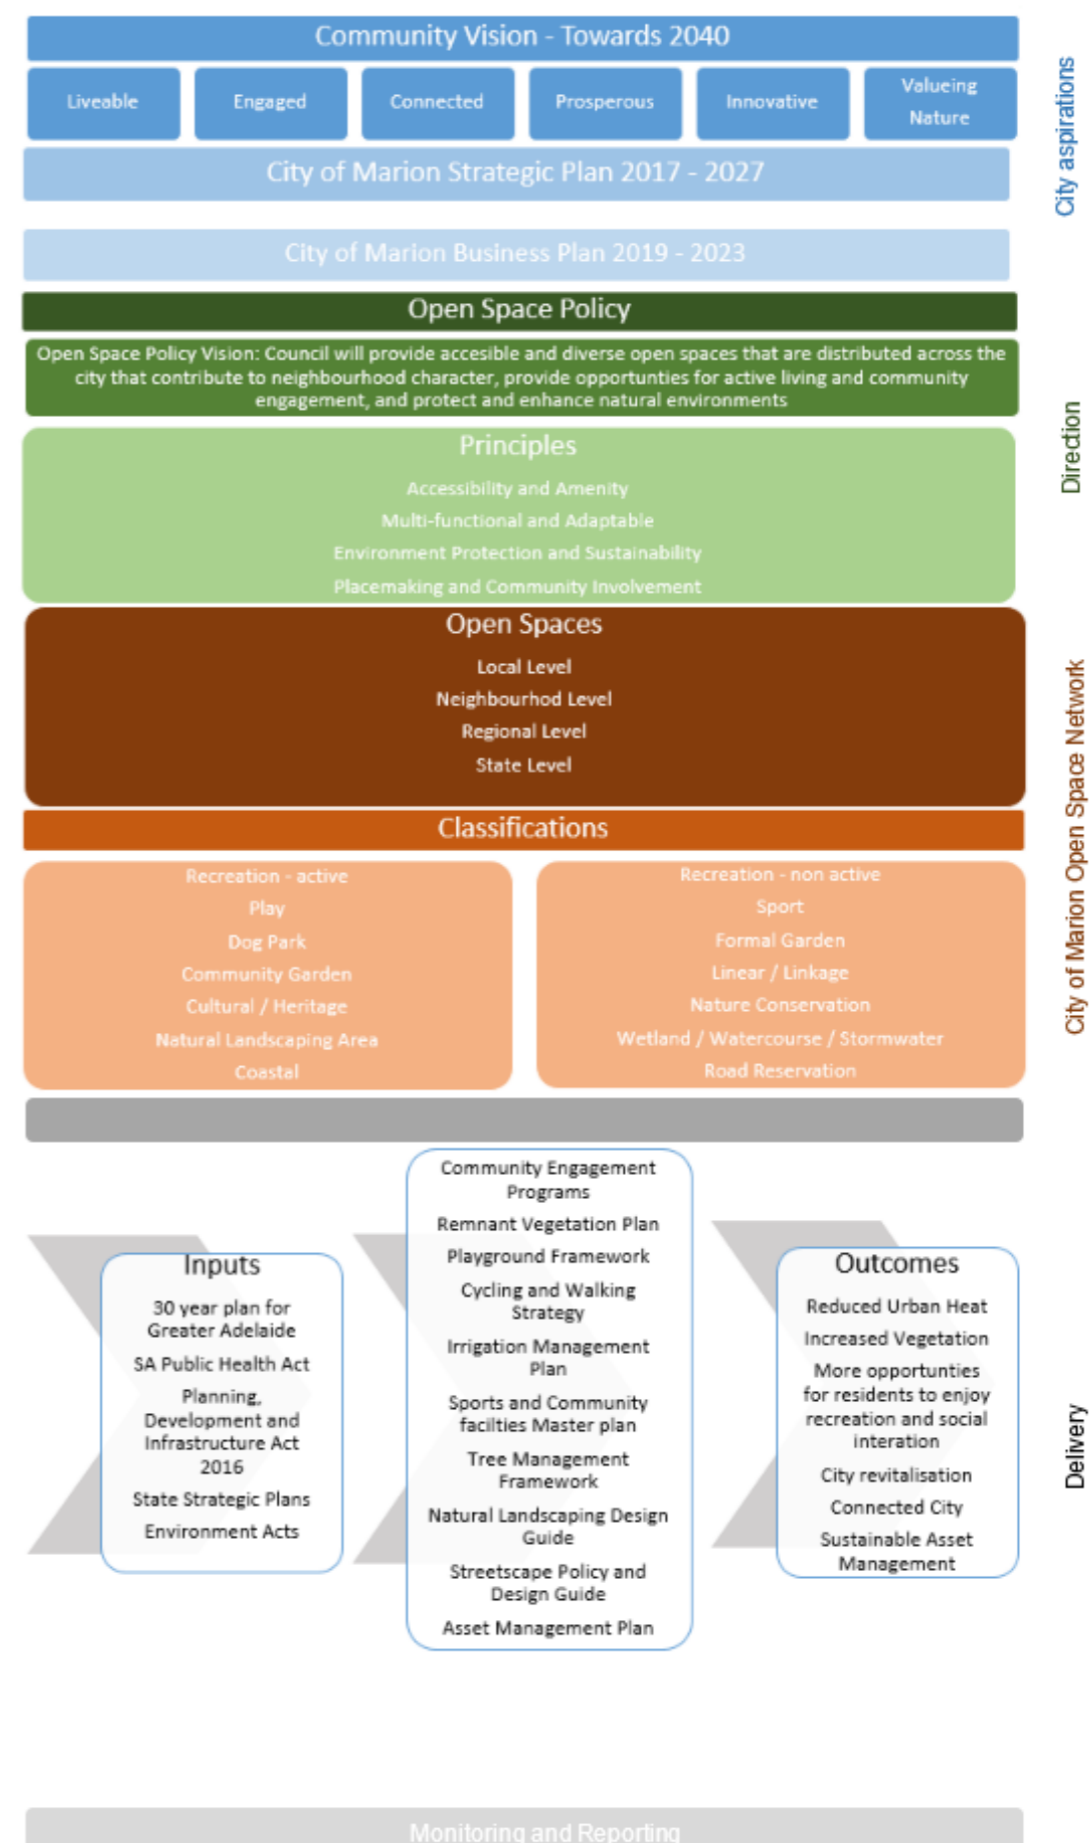 Community Vision - Towards 2040
Liveable
Engaged
Connected
Prosperous
Innovative
Valueing
Nature
City of Marion Strategic Plan 2017 - 2027
City of Marion Business Plan 2019 - 2023
City aspirations
Open Space Policy
Open Space Policy Vision: Council will provide accesible and diverse open spaces that are distributed across the
city that contribute to neighbourhood character, provide opportunties for active living and community
engagement, and protect and enhance natural environments
Principles
Accessibility and Amenity
Multi-functional and Adaptable
Environment Protection and Sustainability
Placemaking and Community Involvement
Direction
Open Spaces
Local Level
Neighbourhod Level
Regional Level
State Level
Classifications
Recreation - active
Play
Dog Park
Community Garden
Cultural / Heritage
Natural Landscaping Area
Coastal
Recreation - non active
Sport
Formal Garden
Linear / Linkage
Nature Conservation
Wetland / Watercourse / Stormwater
Road Reservation
City of Marion Open Space Network
Inputs
30 year plan for
Greater Adelaide
SA Public Health Act
Planning,
Development and
Infrastructure Act
2016
State Strategic Plans
Environment Acts
Community Engagement
Programs
Remnant Vegetation Plan
Playground Framework
Cycling and Walking
Strategy
Irrigation Management
Plan
Sports and Community
facilties Master plan
Tree Management
Framework
Natural Landscaping Design
Guide
Streetscape Policy and
Design Guide
Asset Management Plan
Outcomes
Reduced Urban Heat
Increased Vegetation
More opportunties
for residents to enjoy
recreation and social
interation
City revitalisation
Connected City
Sustainable Asset
Management
Delivery
Monitoring and Reporting